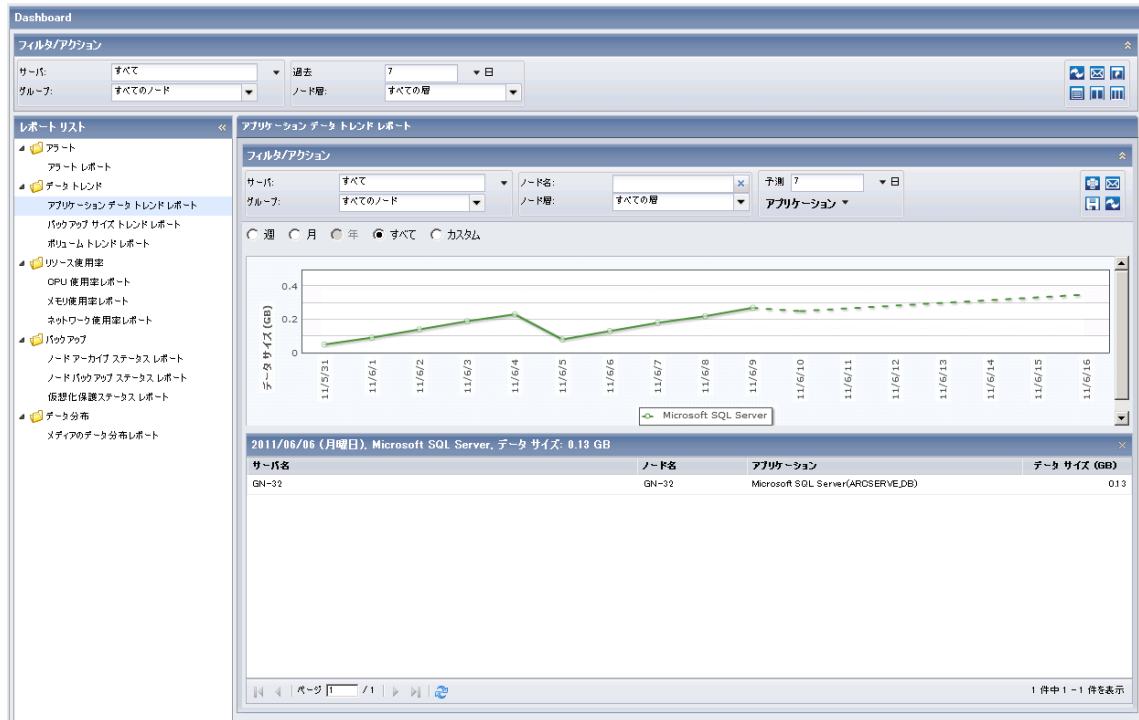 Dashboard
フィルタ/アクション
サーバ: すべて 過去 7 日
グループ: すべてのノード ノード層: すべての層
レポート リスト
アラート
アラート レポート
データ トレンド
アプリケーション データ トレンド レポート
バックアップ サイズ トレンド レポート
ボリューム トレンド レポート
リソース使用率
CPU 使用率レポート
メモリ使用率レポート
ネットワーク使用率レポート
バックアップ
ノード アーカイブ ステータス レポート
ノード バックアップ ステータス レポート
仮想化保護ステータス レポート
データ分布
メディアのデータ分布レポート
アプリケーション データ トレンド レポート
フィルタ/アクション
サーバ: すべて ノード名: 予測 7 日
グループ: すべてのノード ノード層: すべての層 アプリケーション
週 月 年 すべて カスタム
データ サイズ (GB)
0.4
0.2
0
11/5/31 11/6/1 11/6/2 11/6/3 11/6/4 11/6/5 11/6/6 11/6/7 11/6/8 11/6/9 11/6/10 11/6/11 11/6/12 11/6/13 11/6/14 11/6/15 11/6/16
Microsoft SQL Server
2011/06/06 (月曜日), Microsoft SQL Server, データ サイズ: 0.13 GB
サーバ名 ノード名 アプリケーション データ サイズ (GB)
GN-32 GN-32 Microsoft SQL Server(ARCSERVE_DB) 0.13
ページ 1 / 1
1 件中 1 - 1 件を表示